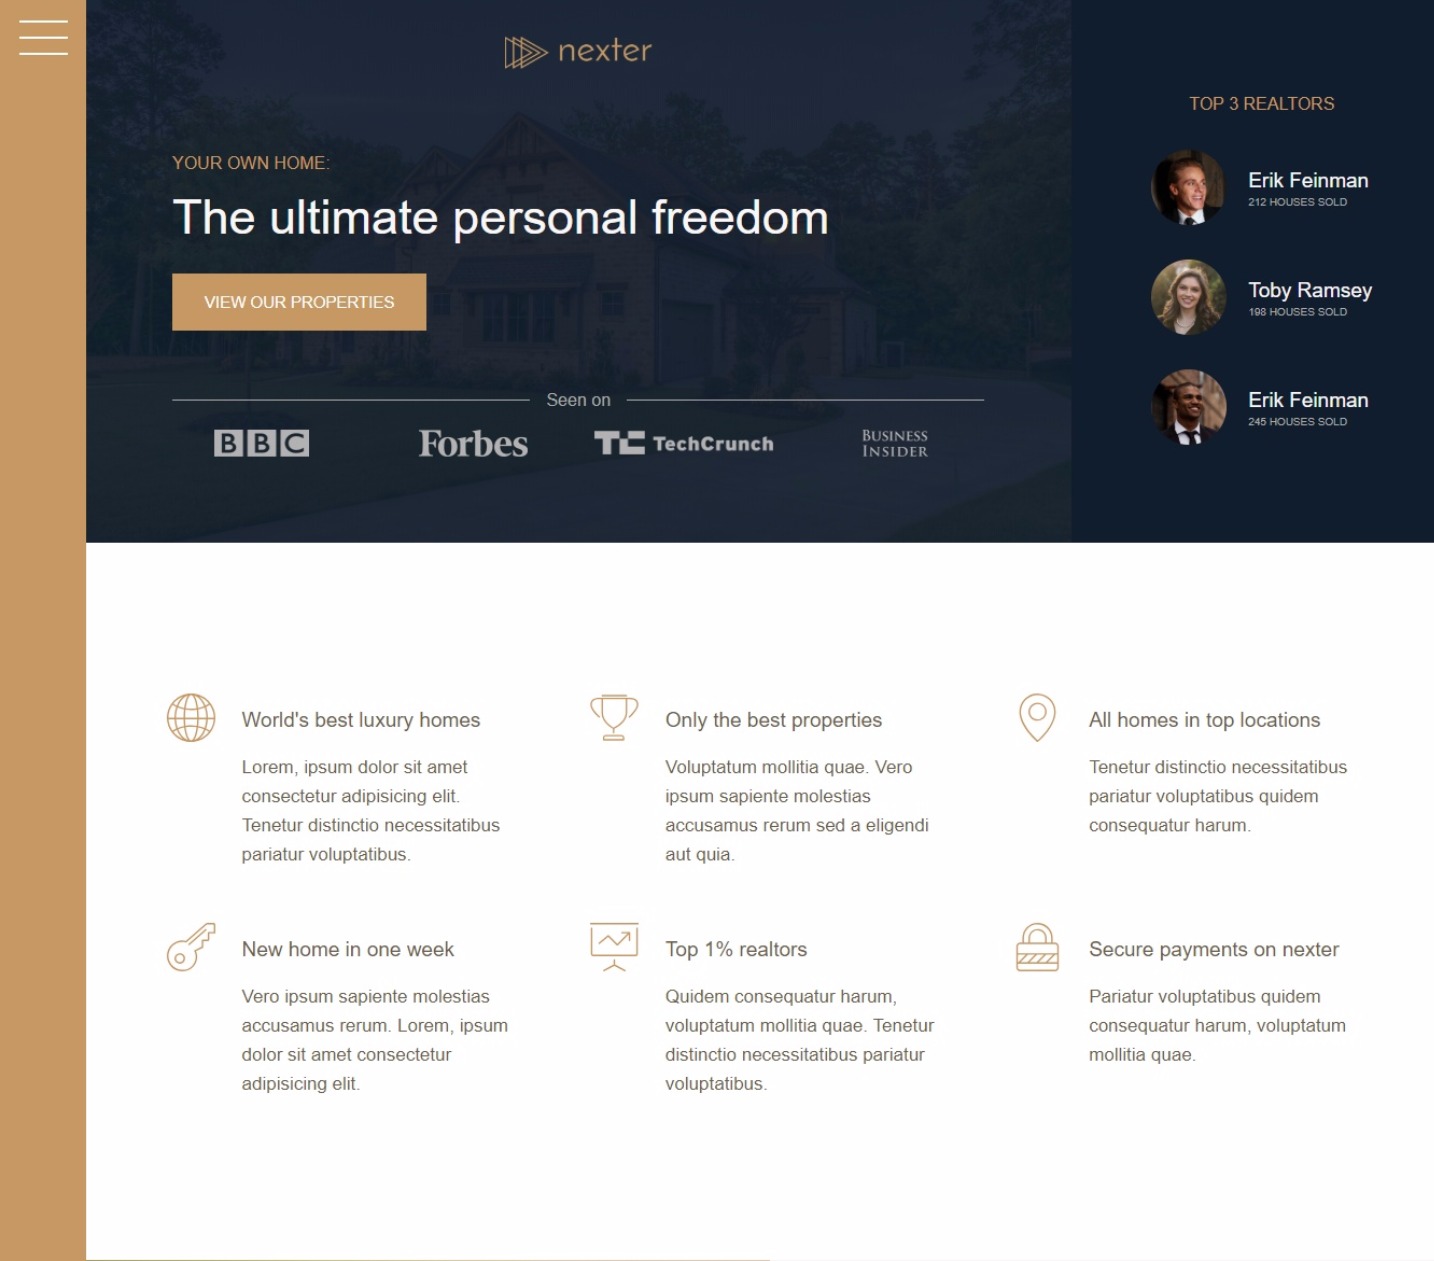 nexter
YOUR OWN HOME:
The ultimate personal freedom
VIEW OUR PROPERTIES
Seen on
BBC
Forbes
TC TechCrunch
BUSINESS
INSIDER
TOP 3 REALTORS
Erik Feinman
212 HOUSES SOLD
Toby Ramsey
198 HOUSES SOLD
Erik Feinman
245 HOUSES SOLD
World's best luxury homes
Lorem, ipsum dolor sit amet
consectetur adipisicing elit.
Tenetur distinctio necessitatibus
pariatur voluptatibus.
Only the best properties
Voluptatum mollitia quae. Vero
ipsum sapiente molestias
accusamus rerum sed a eligendi
aut quia.
All homes in top locations
Tenetur distinctio necessitatibus
pariatur voluptatibus quidem
consequatur harum.
New home in one week
Vero ipsum sapiente molestias
accusamus rerum. Lorem, ipsum
dolor sit amet consectetur
adipisicing elit.
Top 1% realtors
Quidem consequatur harum,
voluptatum mollitia quae. Tenetur
distinctio necessitatibus pariatur
voluptatibus.
Secure payments on nexter
Pariatur voluptatibus quidem
consequatur harum, voluptatum
mollitia quae.